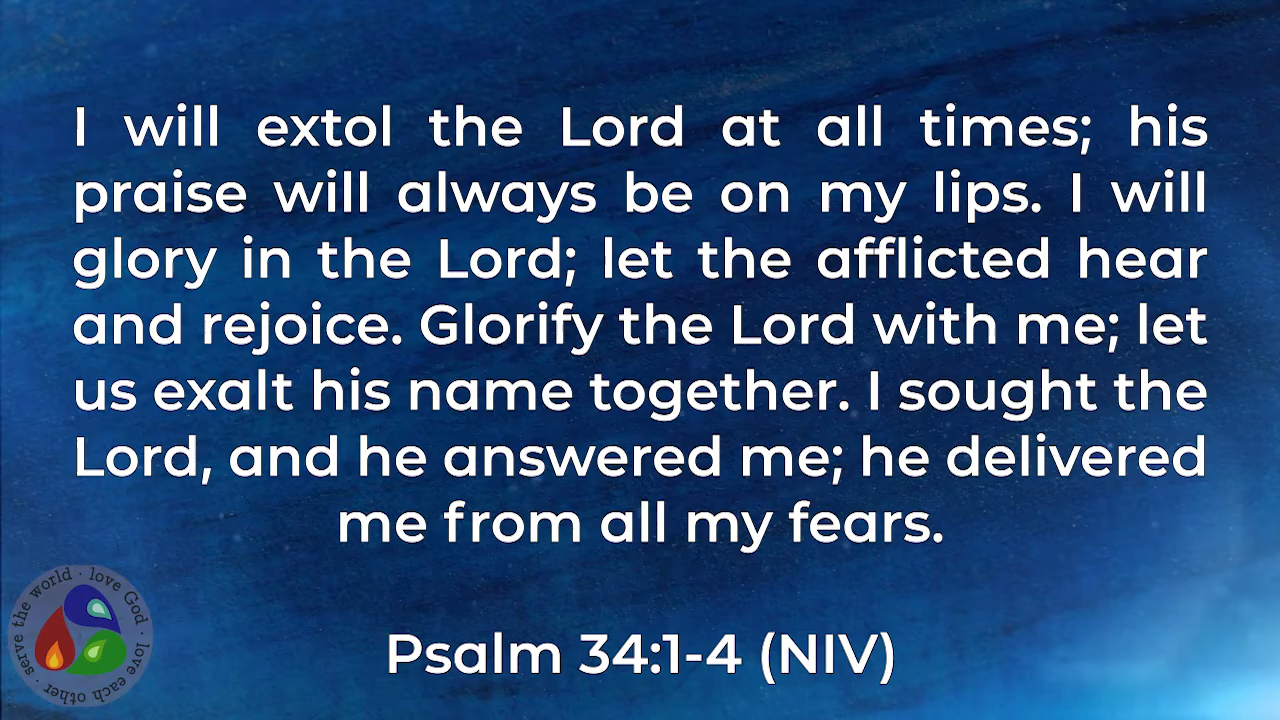 I will extol the Lord at all times; his
praise will always be on my lips. I will
glory in the Lord; let the afflicted hear
and rejoice. Glorify the Lord with me; let
us exalt his name together. I sought the
Lord, and he answered me; he delivered
me from all my fears.
Psalm 34:1-4 (NIV)
love God · love each other · serve the world ·